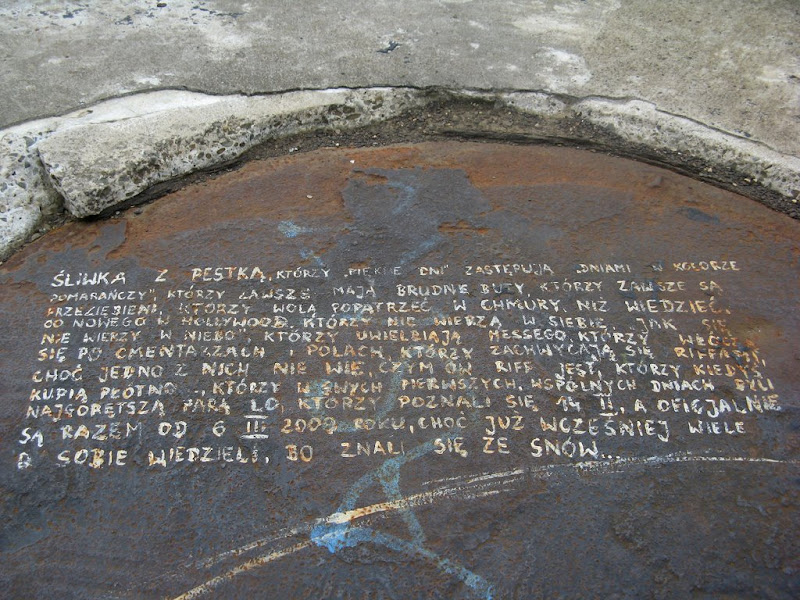 ŚLIWKA Z PESTKĄ, KTÓRZY „PIĘKNE DNI" ZASTĘPUJĄ „DNIAMI W KOLORZE
POMARAŃCZY", KTÓRZY ZAWSZE MAJĄ BRUDNE BUTY, KTÓRZY ZAWSZE SĄ
PRZEZIĘBIENI, KTÓRZY WOLĄ POPATRZEĆ W CHMURY, NIŻ WIEDZIEĆ,
CO NOWEGO W HOLLYWOOD, KTÓRZY NIE WIERZĄ W SIEBIE, JAK SIĘ
NIE WIERZY W NIEBO, KTÓRZY UWIELBIAJĄ HESSEGO, KTÓRZY WŁÓCZĄ
SIĘ PO CMENTARZACH I POLACH, KTÓRZY ZACHWYCAJĄ SIĘ RIFFAMI,
CHOĆ JEDNO Z NICH NIE WIE, CZYM ÓW RIFF JEST, KTÓRZY KIEDYŚ
KUPIĄ PŁÓTNO..., KTÓRZY W SWYCH PIERWSZYCH, WSPÓLNYCH DNIACH BYLI
NAJGORĘTSZĄ PARĄ LO, KTÓRZY POZNALI SIĘ 14 II, A OFICJALNIE
SĄ RAZEM OD 6 III 2009 ROKU, CHOĆ JUŻ WCZEŚNIEJ WIELE
O SOBIE WIEDZIELI, BO ZNALI SIĘ ZE SNÓW...